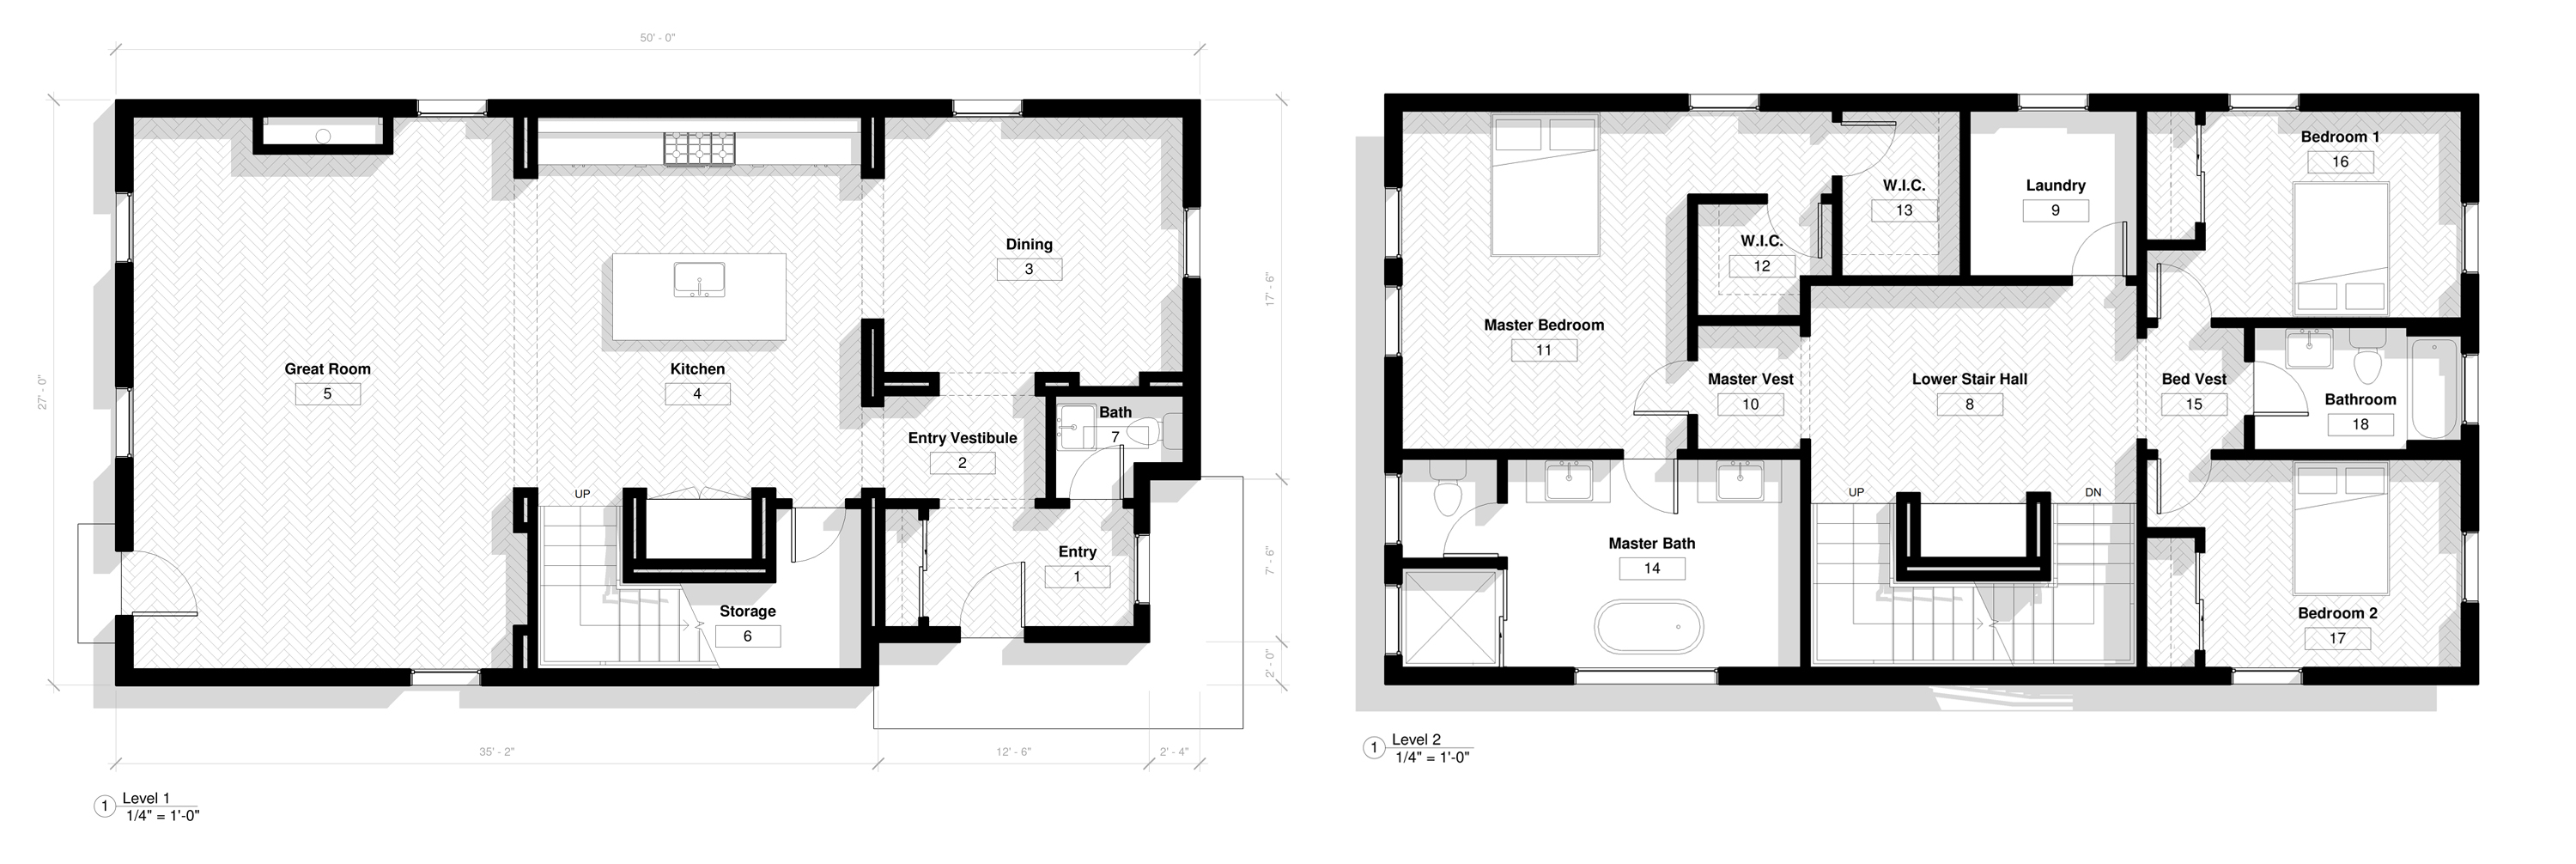 50' - 0"
27' - 0"
17' - 6"
7' - 6"
2' - 0"
Dining
3
Great Room
5
Kitchen
4
Bath
7
Entry Vestibule
2
UP
Entry
1
Storage
6
35' - 2"
12' - 6"
2' - 4"
1 Level 1
1/4" = 1'-0"
Bedroom 1
16
W.I.C.
13
Laundry
9
W.I.C.
12
Master Bedroom
11
Master Vest
10
Lower Stair Hall
8
Bed Vest
15
Bathroom
18
UP
DN
Master Bath
14
Bedroom 2
17
1 Level 2
1/4" = 1'-0"